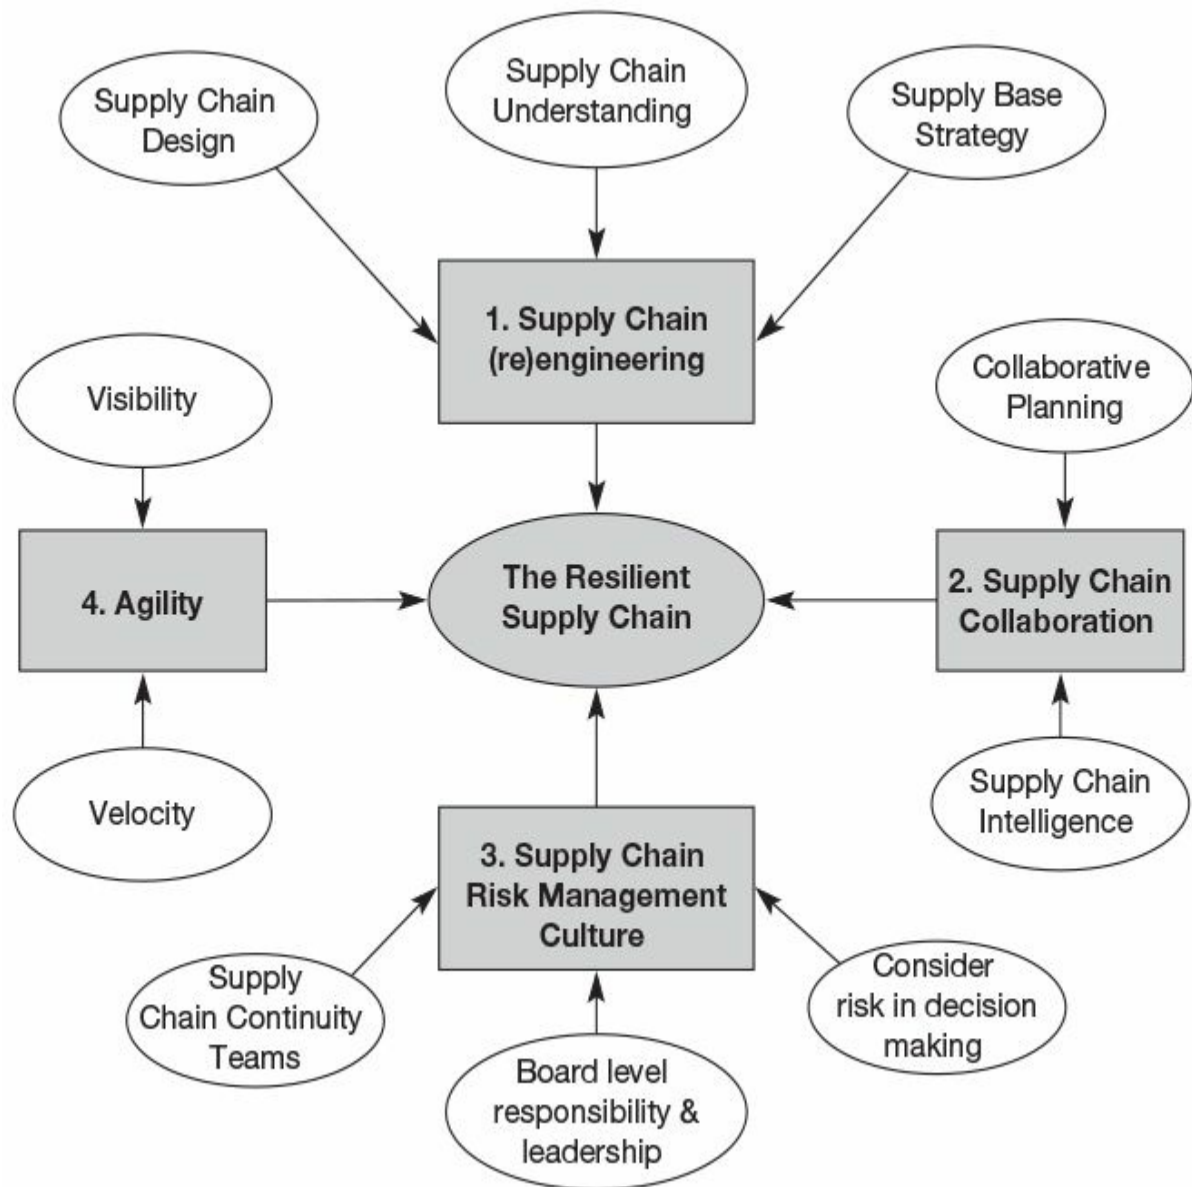 Supply Chain
Design
Supply Chain
Understanding
Supply Base
Strategy
1. Supply Chain
(re)engineering
Visibility
Collaborative
Planning
4. Agility
The Resilient
Supply Chain
2. Supply Chain
Collaboration
Velocity
Supply Chain
Intelligence
3. Supply Chain
Risk Management
Culture
Supply
Chain Continuity
Teams
Board level
responsibility &
leadership
Consider
risk in decision
making